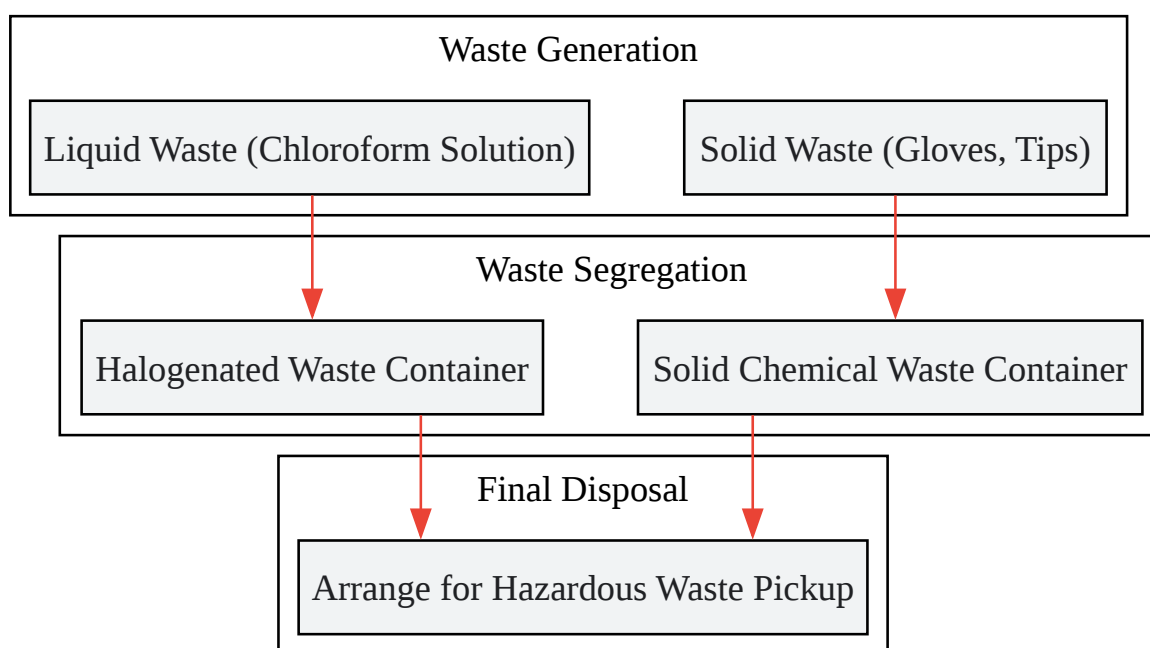 Waste Generation
Liquid Waste (Chloroform Solution)
Solid Waste (Gloves, Tips)
Waste Segregation
Halogenated Waste Container
Solid Chemical Waste Container
Final Disposal
Arrange for Hazardous Waste Pickup